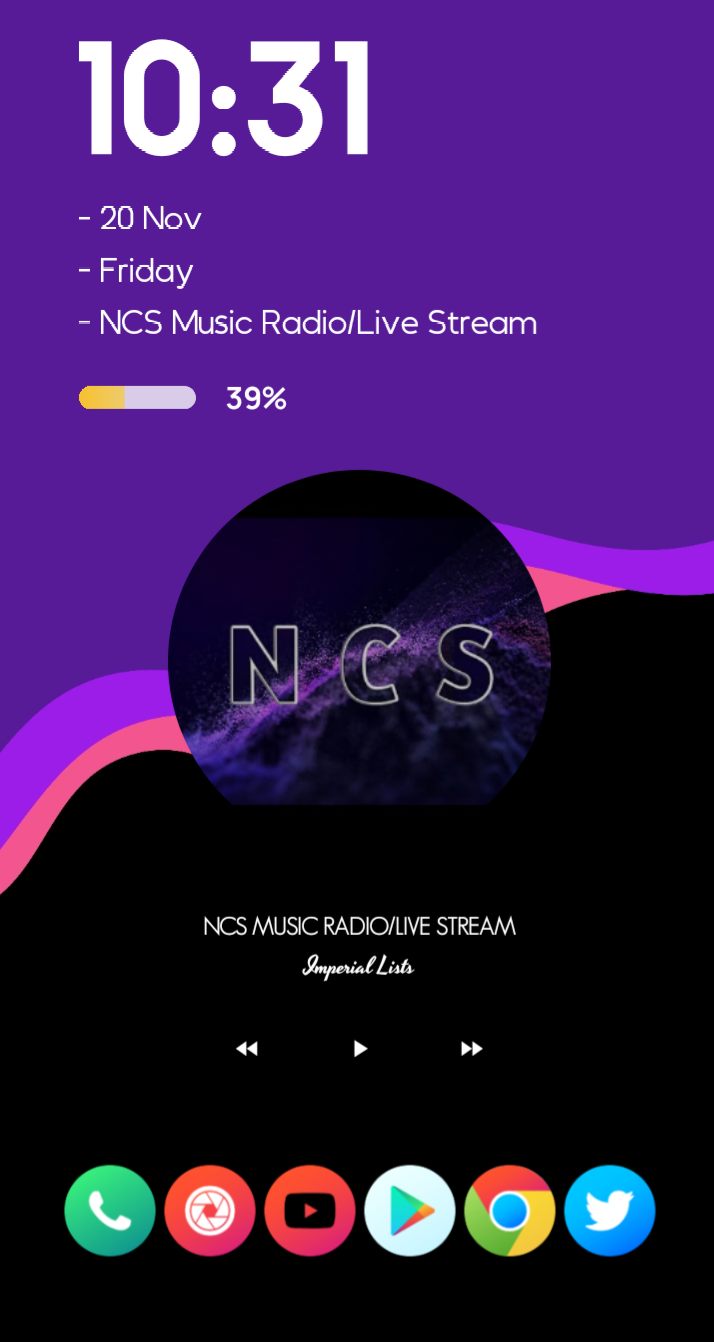 10:31
- 20 Nov
- Friday
- NCS Music Radio/Live Stream
39%
NCS
NCS MUSIC RADIO/LIVE STREAM
Imperial Lists